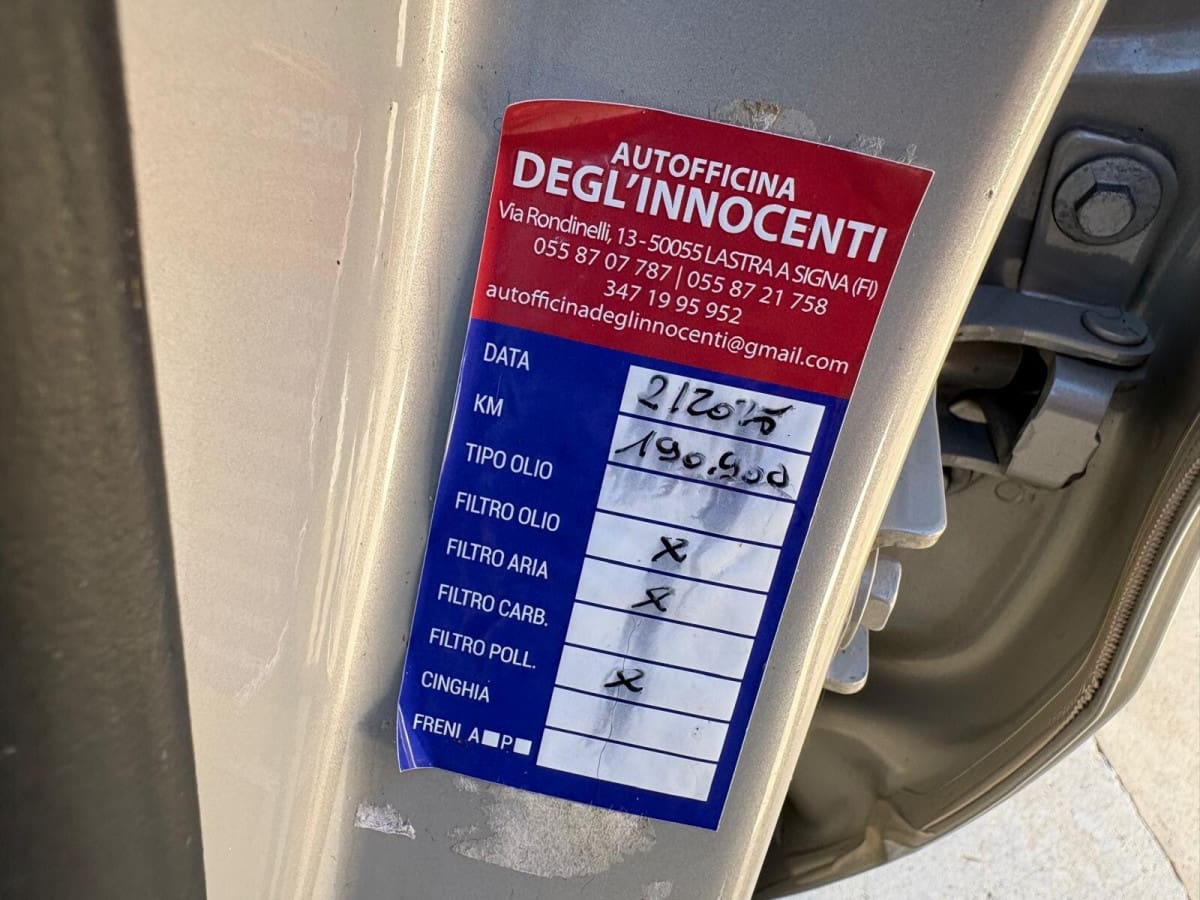 AUTOFFICINA
DEGL'INNOCENTI
Via Rondinelli, 13 - 50055 LASTRA A SIGNA (FI)
055 87 07 787 | 055 87 21 758
347 19 95 952
autofficinadeglinnocenti@gmail.com
DATA
KM 190.900
TIPO OLIO
FILTRO OLIO x
FILTRO ARIA x
FILTRO CARB.
FILTRO POLL. x
CINGHIA
FRENI A P